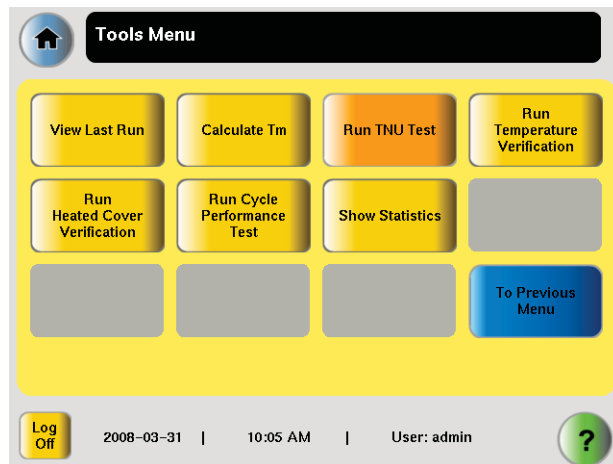 Tools Menu
View Last Run
Calculate Tm
Run TNU Test
Run
Temperature
Verification
Run
Heated Cover
Verification
Run Cycle
Performance
Test
Show Statistics
To Previous
Menu
Log
Off
2008-03-31 | 10:05 AM | User: admin
?